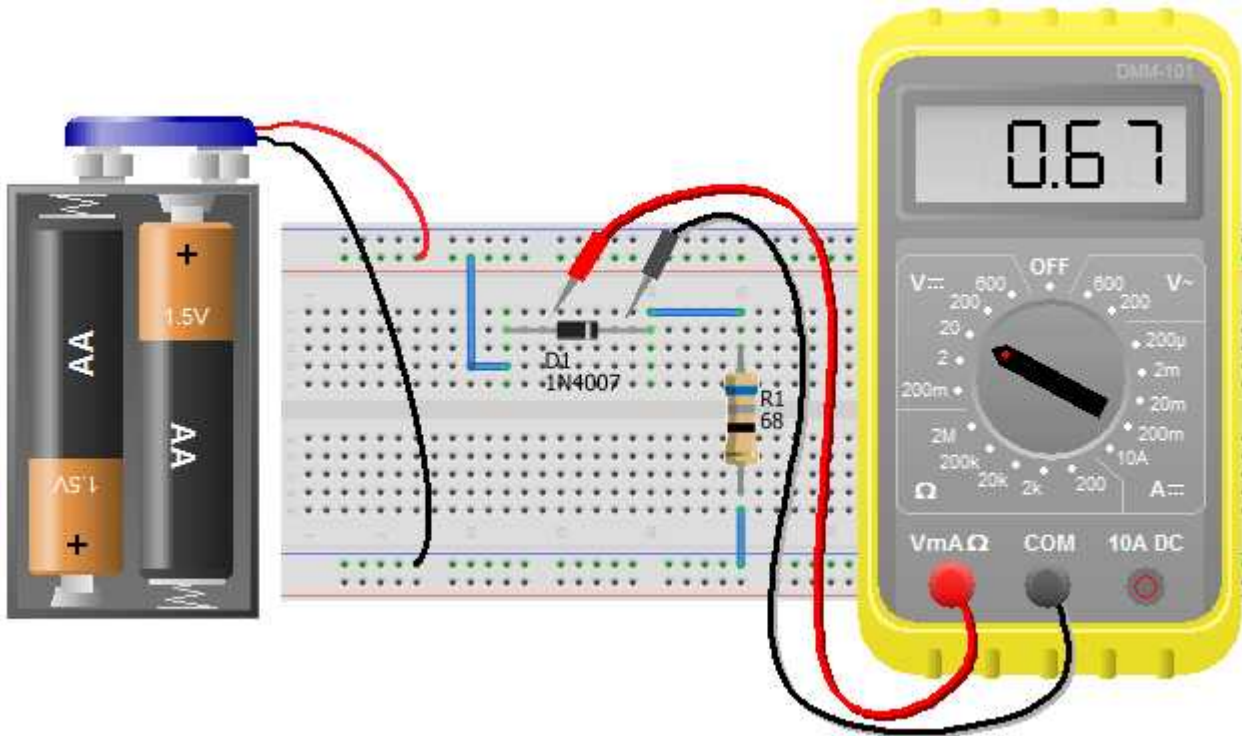 DMM-101
0.67
OFF
V⎓
600
200
20
2
200m
600
200
V~
200µ
2m
20m
200m
10A
A⎓
2M
200k
20k
2k
200
Ω
VmAΩ
COM
10A DC
+
1.5V
AA
AA
1.5V
+
D1
1N4007
R1
68